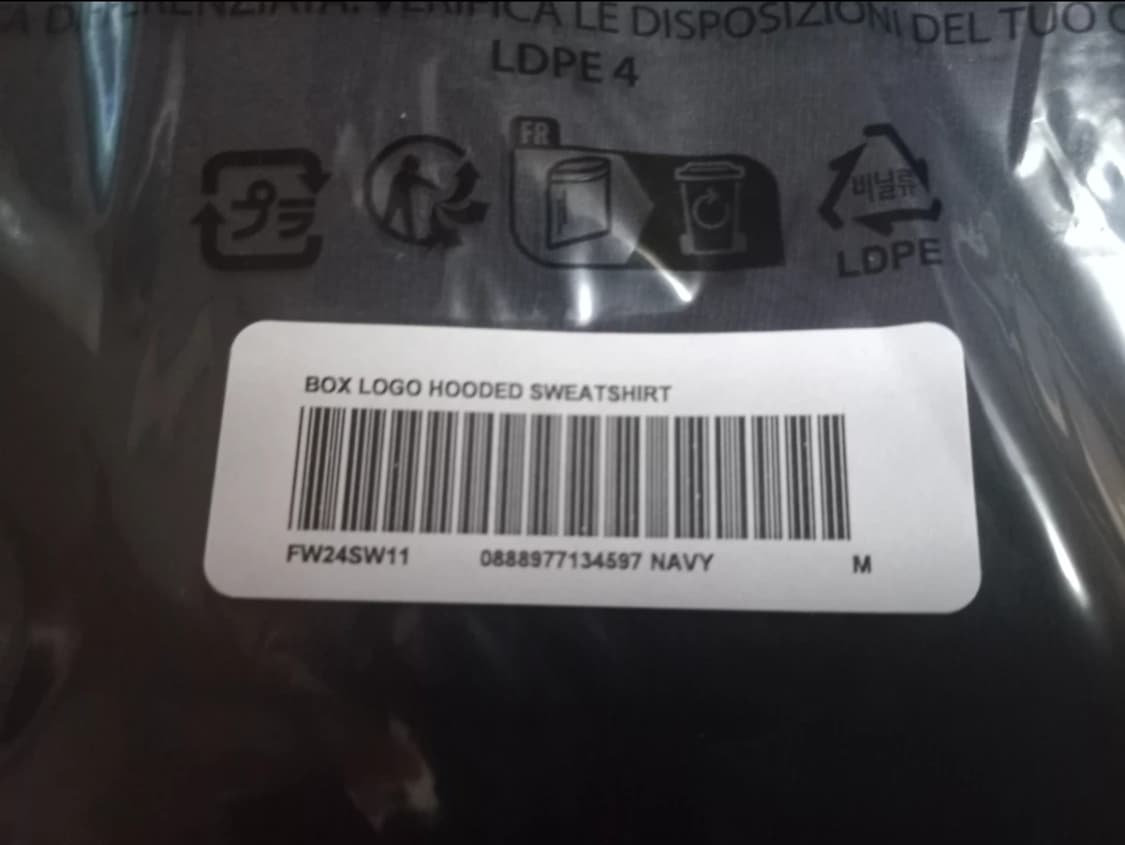 DIFFERENZIATA. VERIFICA LE DISPOSIZIONI DEL TUO
LDPE 4
FR
プラ
비닐류
LDPE
BOX LOGO HOODED SWEATSHIRT
FW24SW11 0888977134597 NAVY M